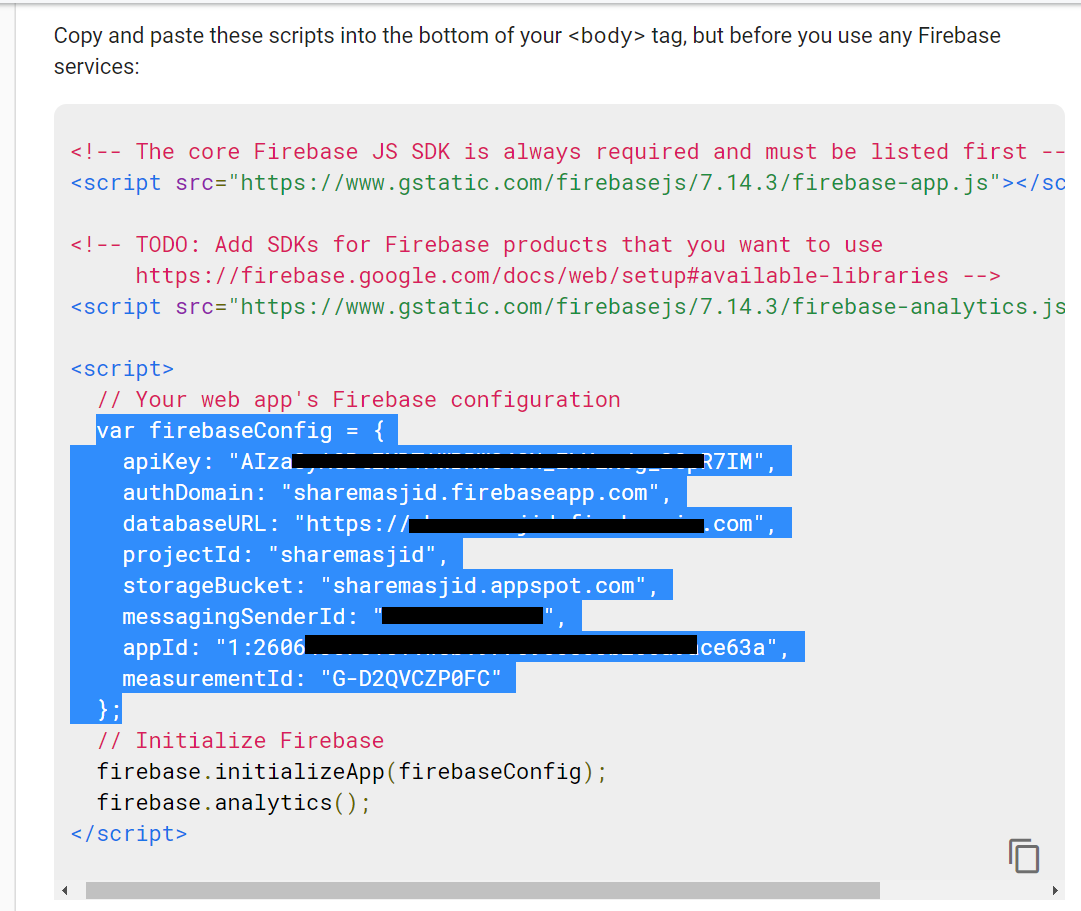 Copy and paste these scripts into the bottom of your <body> tag, but before you use any Firebase
services:
<!-- The core Firebase JS SDK is always required and must be listed first --
<script src="https://www.gstatic.com/firebasejs/7.14.3/firebase-app.js"></sc
<!-- TODO: Add SDKs for Firebase products that you want to use
https://firebase.google.com/docs/web/setup#available-libraries -->
<script src="https://www.gstatic.com/firebasejs/7.14.3/firebase-analytics.js
<script>
// Your web app's Firebase configuration
var firebaseConfig = {
apiKey: "AIza R7IM",
authDomain: "sharemasjid.firebaseapp.com",
databaseURL: "https:// .com",
projectId: "sharemasjid",
storageBucket: "sharemasjid.appspot.com",
messagingSenderId: " ",
appId: "1:2606 ce63a",
measurementId: "G-D2QVCZP0FC"
};
// Initialize Firebase
firebase.initializeApp(firebaseConfig);
firebase.analytics();
</script>